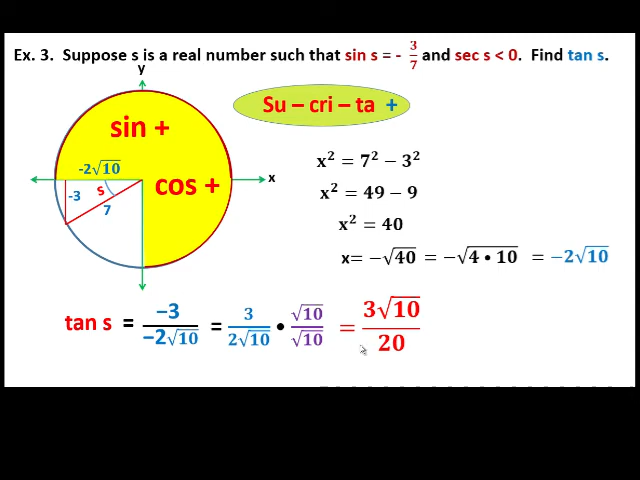 Ex. 3. Suppose s is a real number such that sin s = - 3/7 and sec s < 0. Find tan s.
y
Su – cri – ta +
sin +
x² = 7² − 3²
-2√10
x
cos +
-3
s
7
x² = 49 − 9
x² = 40
x= −√40 = −√4 • 10 = −2√10
tan s = −3/−2√10 = 3/2√10 • √10/√10 = 3√10/20